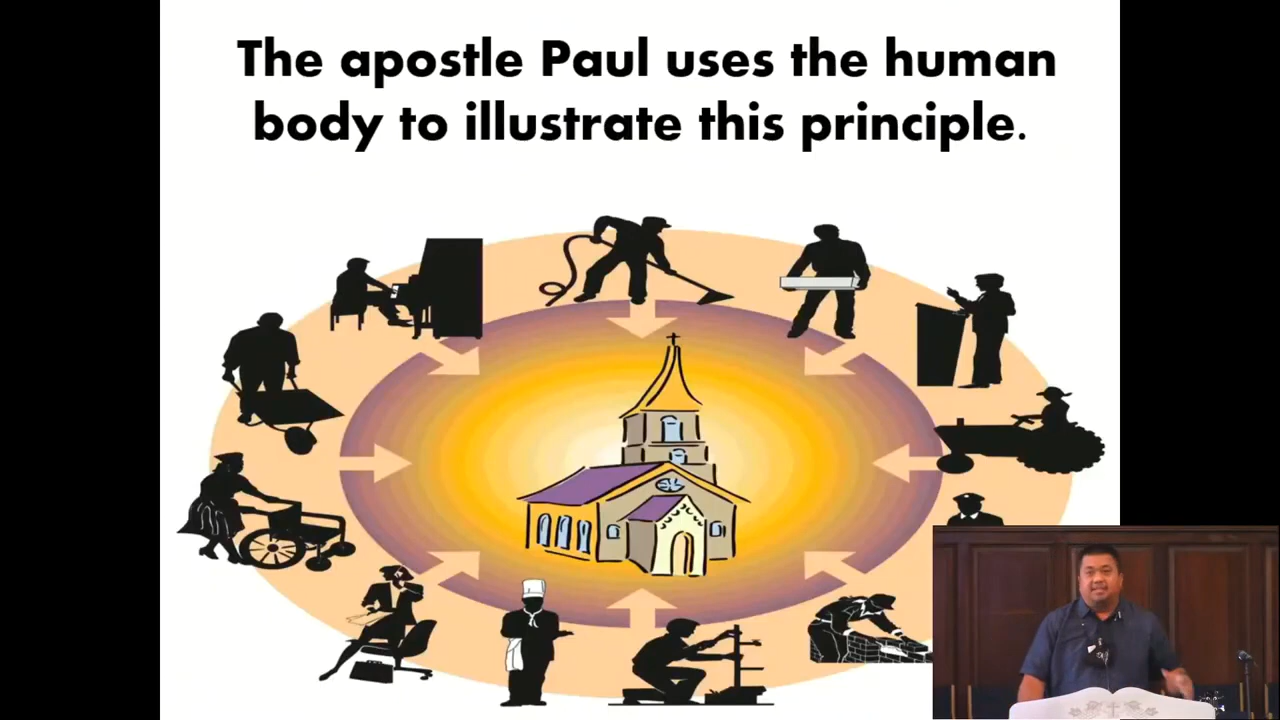 The apostle Paul uses the human
body to illustrate this principle.